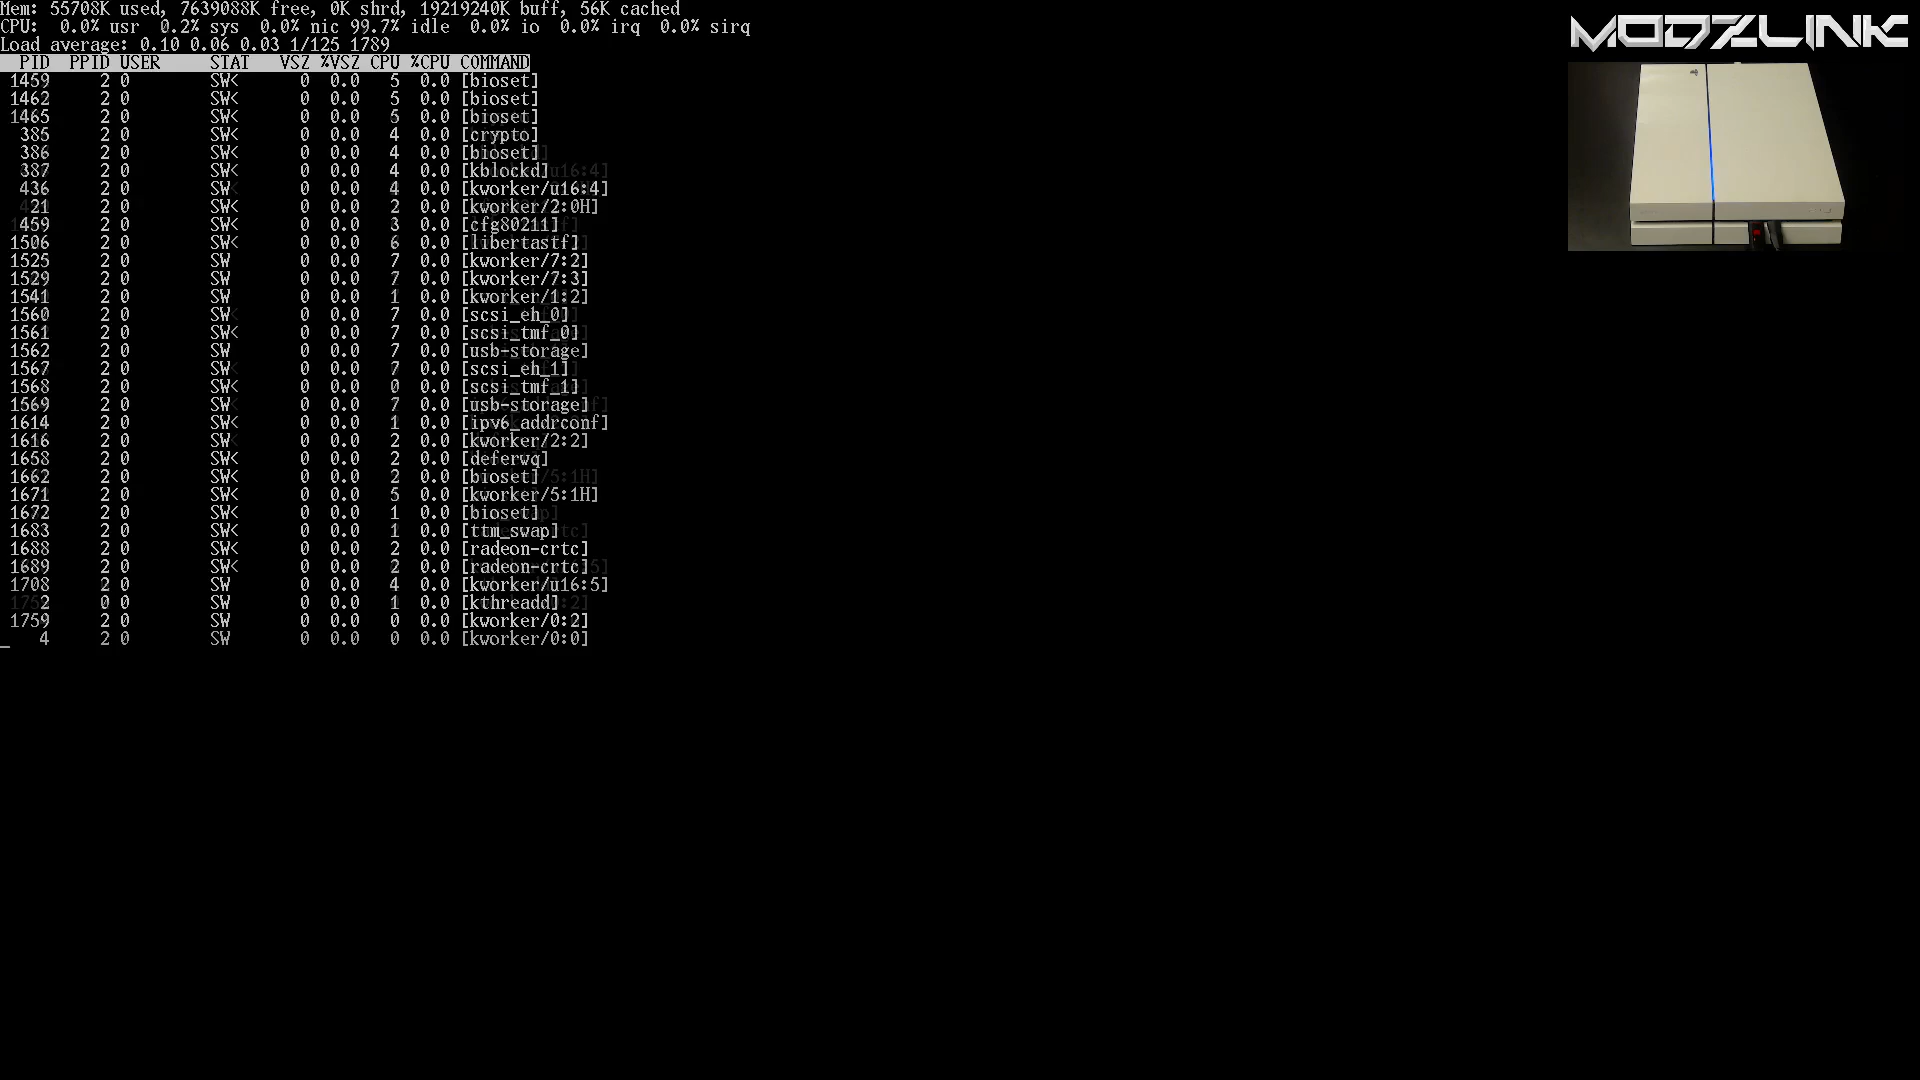 Mem: 55708K used, 7639088K free, 0K shrd, 19219240K buff, 56K cached
CPU:  0.0% usr  0.2% sys  0.0% nic 99.7% idle  0.0% io  0.0% irq  0.0% sirq
Load average: 0.10 0.06 0.03 1/125 1789
PID  PPID USER     STAT   VSZ %VSZ CPU %CPU COMMAND
1459     2 0        SW<      0  0.0   5  0.0 [bioset]
1462     2 0        SW<      0  0.0   5  0.0 [bioset]
1465     2 0        SW<      0  0.0   5  0.0 [bioset]
385     2 0        SW<      0  0.0   4  0.0 [crypto]
386     2 0        SW<      0  0.0   4  0.0 [bioset]
387     2 0        SW<      0  0.0   4  0.0 [kblockd]
436     2 0        SW<      0  0.0   4  0.0 [kworker/u16:4]
21     2 0        SW<      0  0.0   2  0.0 [kworker/2:0H]
459     2 0        SW<      0  0.0   3  0.0 [cfg80211]
1506     2 0        SW<      0  0.0   6  0.0 [libertastf]
1525     2 0        SW       0  0.0   7  0.0 [kworker/7:2]
1529     2 0        SW       0  0.0   7  0.0 [kworker/7:3]
1541     2 0        SW       0  0.0   1  0.0 [kworker/1:2]
1560     2 0        SW       0  0.0   7  0.0 [scsi_eh_0]
1561     2 0        SW<      0  0.0   7  0.0 [scsi_tmf_0]
1562     2 0        SW       0  0.0   7  0.0 [usb-storage]
1567     2 0        SW       0  0.0   7  0.0 [scsi_eh_1]
1568     2 0        SW<      0  0.0   0  0.0 [scsi_tmf_1]
1569     2 0        SW       0  0.0   7  0.0 [usb-storage]
1614     2 0        SW<      0  0.0   1  0.0 [ipv6_addrconf]
1616     2 0        SW       0  0.0   2  0.0 [kworker/2:2]
1658     2 0        SW<      0  0.0   2  0.0 [deferwq]
1662     2 0        SW<      0  0.0   2  0.0 [bioset]
1671     2 0        SW<      0  0.0   5  0.0 [kworker/5:1H]
1672     2 0        SW<      0  0.0   1  0.0 [bioset]
1683     2 0        SW<      0  0.0   1  0.0 [ttm_swap]
1688     2 0        SW<      0  0.0   2  0.0 [radeon-crtc]
1689     2 0        SW<      0  0.0   2  0.0 [radeon-crtc]
1708     2 0        SW       0  0.0   4  0.0 [kworker/u16:5]
2     0 0        SW       0  0.0   1  0.0 [kthreadd]
1759     2 0        SW       0  0.0   0  0.0 [kworker/0:2]
4     2 0        SW       0  0.0   0  0.0 [kworker/0:0]
MODZLINK